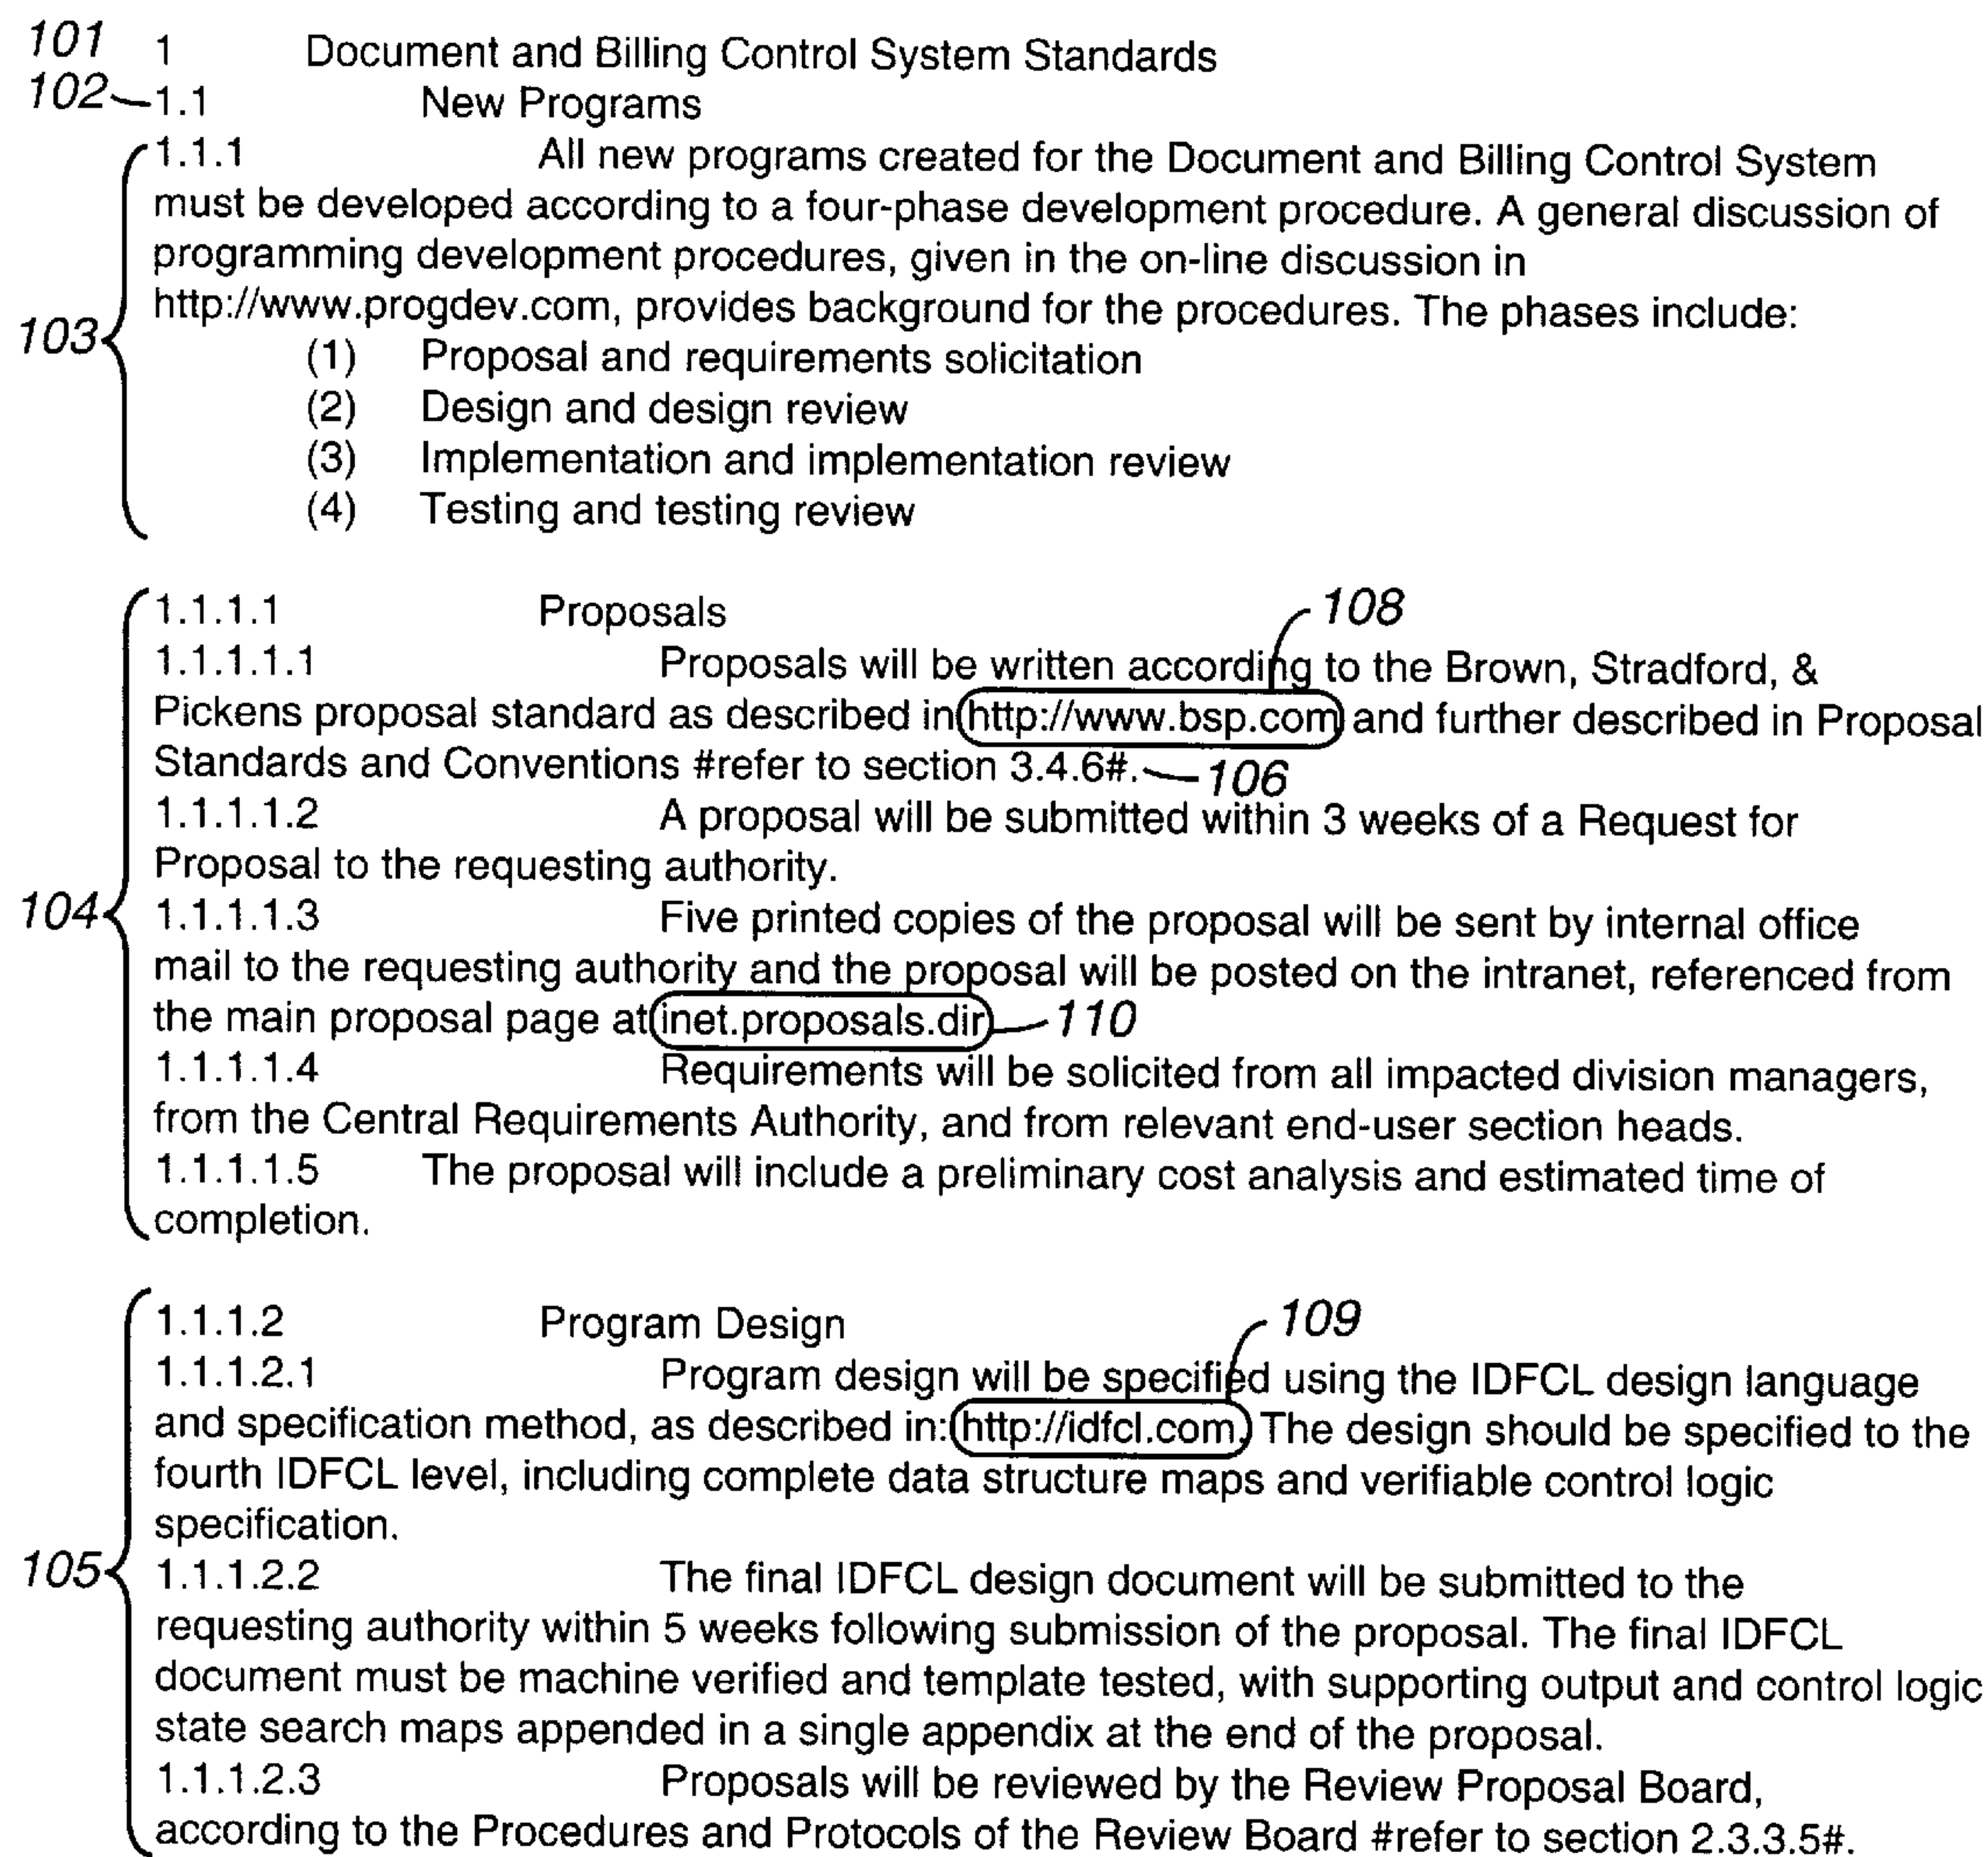 101 1 Document and Billing Control System Standards
102 1.1 New Programs
1.1.1 All new programs created for the Document and Billing Control System
must be developed according to a four-phase development procedure. A general discussion of
programming development procedures, given in the on-line discussion in
103 http://www.progdev.com, provides background for the procedures. The phases include:
(1) Proposal and requirements solicitation
(2) Design and design review
(3) Implementation and implementation review
(4) Testing and testing review
1.1.1.1 Proposals 108
1.1.1.1.1 Proposals will be written according to the Brown, Stradford, &
Pickens proposal standard as described in http://www.bsp.com and further described in Proposal
Standards and Conventions #refer to section 3.4.6#. 106
1.1.1.1.2 A proposal will be submitted within 3 weeks of a Request for
Proposal to the requesting authority.
104 1.1.1.1.3 Five printed copies of the proposal will be sent by internal office
mail to the requesting authority and the proposal will be posted on the intranet, referenced from
the main proposal page at inet.proposals.dir 110
1.1.1.1.4 Requirements will be solicited from all impacted division managers,
from the Central Requirements Authority, and from relevant end-user section heads.
1.1.1.1.5 The proposal will include a preliminary cost analysis and estimated time of
completion.
1.1.1.2 Program Design 109
1.1.1.2.1 Program design will be specified using the IDFCL design language
and specification method, as described in: http://idfcl.com. The design should be specified to the
fourth IDFCL level, including complete data structure maps and verifiable control logic
specification.
105 1.1.1.2.2 The final IDFCL design document will be submitted to the
requesting authority within 5 weeks following submission of the proposal. The final IDFCL
document must be machine verified and template tested, with supporting output and control logic
state search maps appended in a single appendix at the end of the proposal.
1.1.1.2.3 Proposals will be reviewed by the Review Proposal Board,
according to the Procedures and Protocols of the Review Board #refer to section 2.3.3.5#.